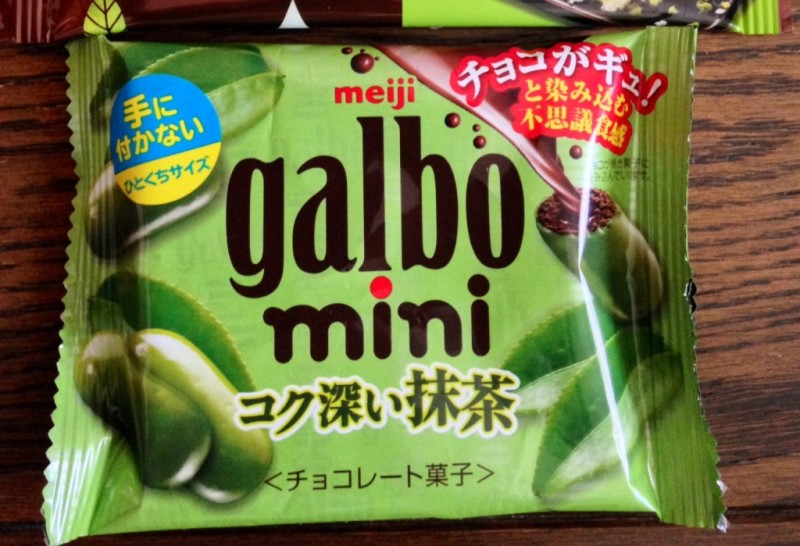 手に
付かない
ひとくちサイズ
meiji
チョコがギュ!
と染み込む
不思議食感
galbo
mini
コク深い抹茶
<チョコレート菓子>